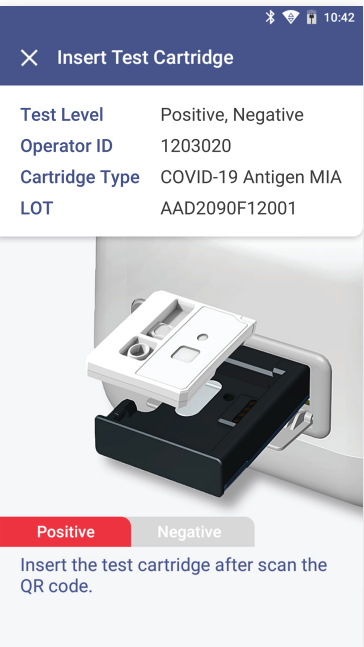 10:42
Insert Test Cartridge
Test Level Positive, Negative
Operator ID 1203020
Cartridge Type COVID-19 Antigen MIA
LOT AAD2090F12001
Positive Negative
Insert the test cartridge after scan the
QR code.